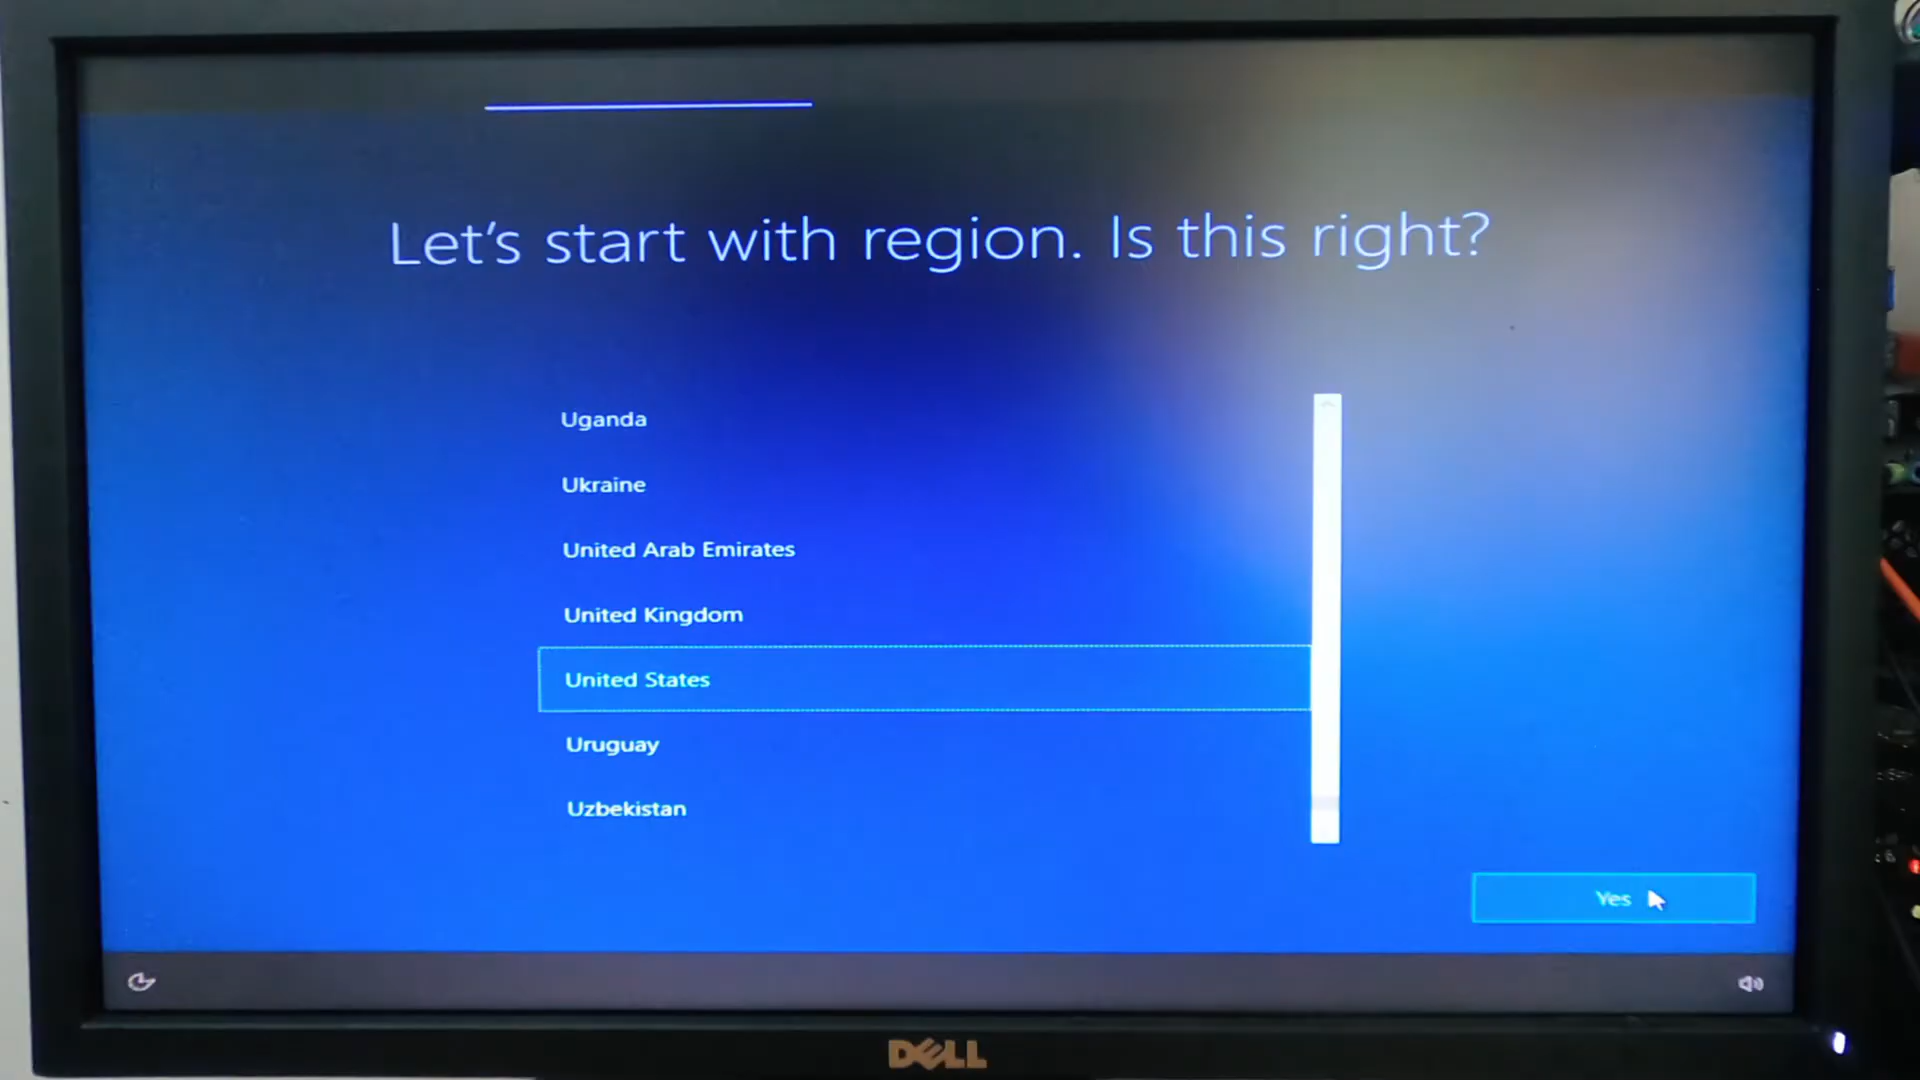 Let's start with region. Is this right?
Uganda
Ukraine
United Arab Emirates
United Kingdom
United States
Uruguay
Uzbekistan
Yes
DELL